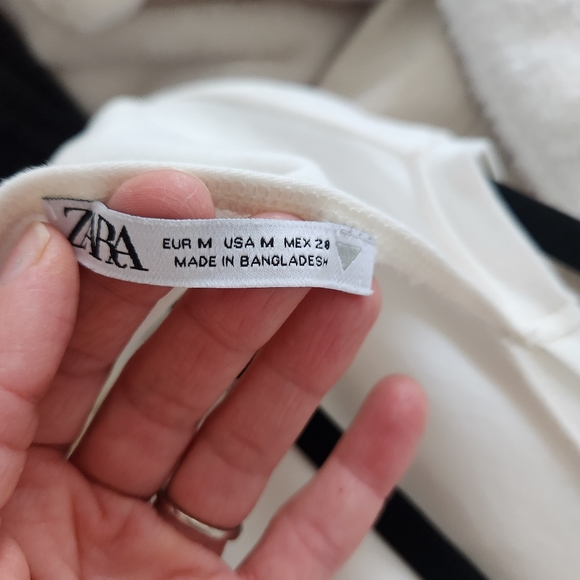 ZARA
EUR M USA M MEX 28
MADE IN BANGLADESH